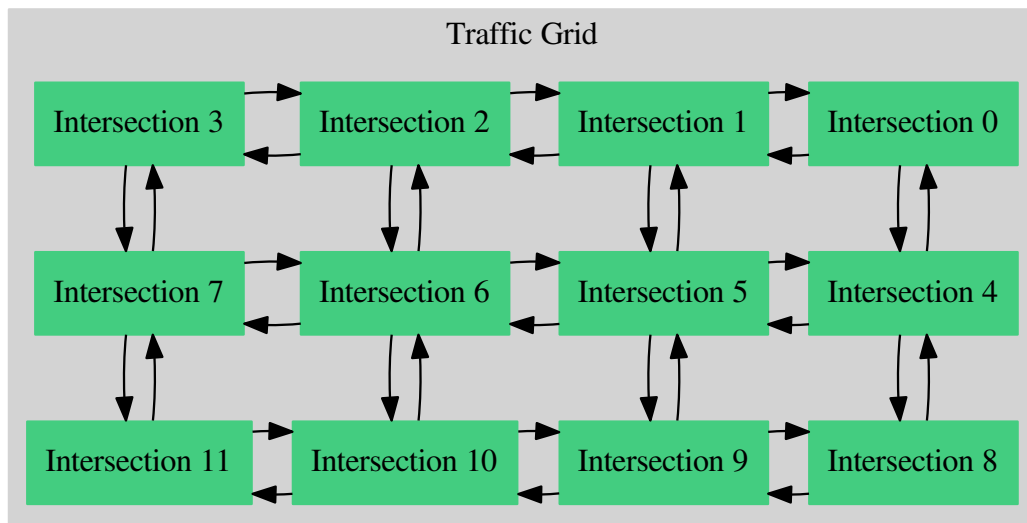 Traffic Grid
Intersection 3
Intersection 2
Intersection 1
Intersection 0
Intersection 7
Intersection 6
Intersection 5
Intersection 4
Intersection 11
Intersection 10
Intersection 9
Intersection 8